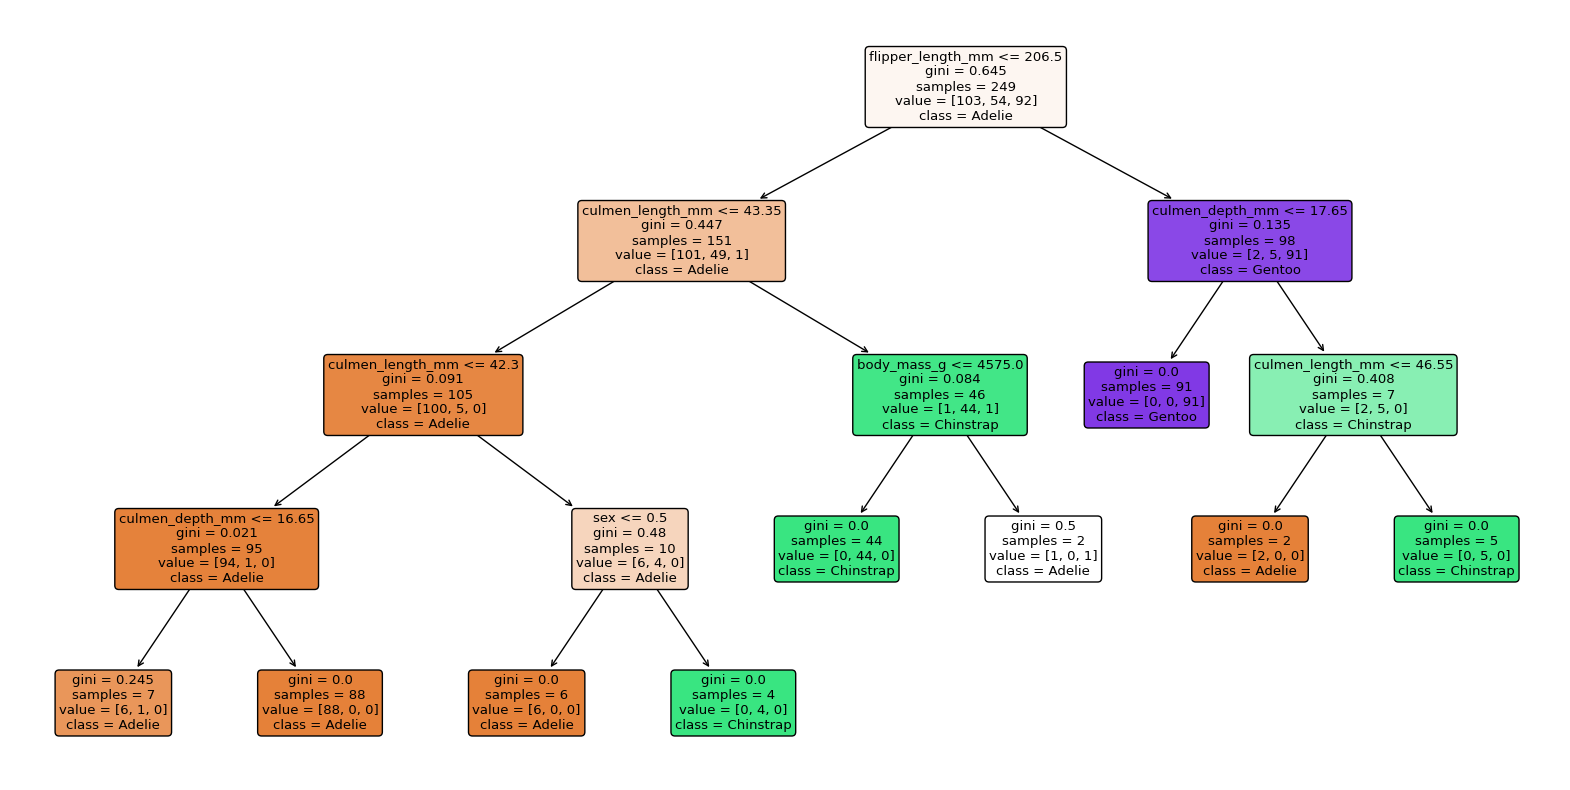 flipper_length_mm <= 206.5
gini = 0.645
samples = 249
value = [103, 54, 92]
class = Adelie
culmen_length_mm <= 43.35
gini = 0.447
samples = 151
value = [101, 49, 1]
class = Adelie
culmen_depth_mm <= 17.65
gini = 0.135
samples = 98
value = [2, 5, 91]
class = Gentoo
culmen_length_mm <= 42.3
gini = 0.091
samples = 105
value = [100, 5, 0]
class = Adelie
body_mass_g <= 4575.0
gini = 0.084
samples = 46
value = [1, 44, 1]
class = Chinstrap
gini = 0.0
samples = 91
value = [0, 0, 91]
class = Gentoo
culmen_length_mm <= 46.55
gini = 0.408
samples = 7
value = [2, 5, 0]
class = Chinstrap
culmen_depth_mm <= 16.65
gini = 0.021
samples = 95
value = [94, 1, 0]
class = Adelie
sex <= 0.5
gini = 0.48
samples = 10
value = [6, 4, 0]
class = Adelie
gini = 0.0
samples = 44
value = [0, 44, 0]
class = Chinstrap
gini = 0.5
samples = 2
value = [1, 0, 1]
class = Adelie
gini = 0.0
samples = 2
value = [2, 0, 0]
class = Adelie
gini = 0.0
samples = 5
value = [0, 5, 0]
class = Chinstrap
gini = 0.245
samples = 7
value = [6, 1, 0]
class = Adelie
gini = 0.0
samples = 88
value = [88, 0, 0]
class = Adelie
gini = 0.0
samples = 6
value = [6, 0, 0]
class = Adelie
gini = 0.0
samples = 4
value = [0, 4, 0]
class = Chinstrap